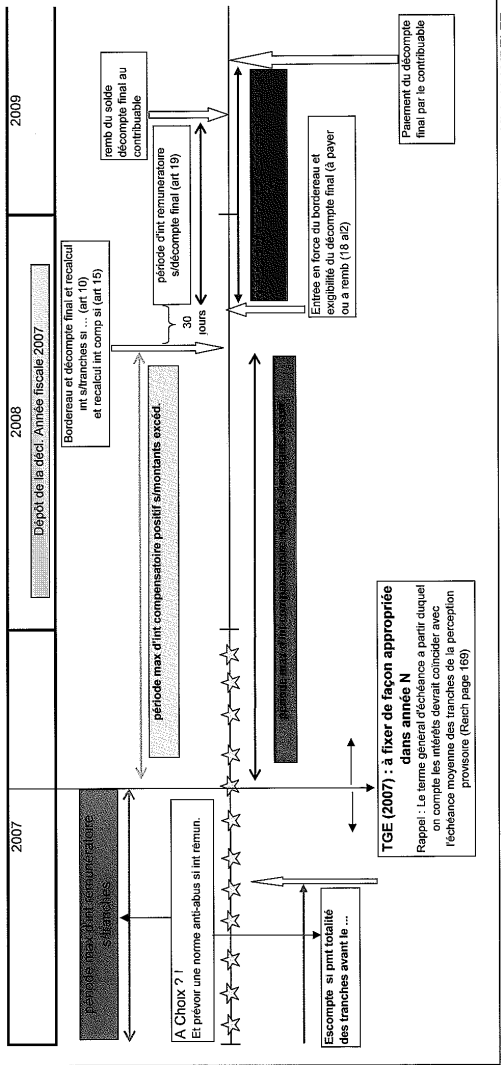 2007
2008
2009
Dépôt de la décl. Année fiscale 2007
période max d'int rémunératoire
s/tranches
A Choix ? !
Et prévoir une norme anti-abus si int rémun.
Escompte si pmt totalité
des tranches avant le ...
Bordereau et décompte final et recalcul
int s/tranches si ... (art 10)
et recalcul int comp si (art 15)
période max d'int compensatoire positif s/montants excéd.
30
jours
période d'int remuneratoire
s/décompte final (art 19)
remb du solde
décompte final au
contribuable
TGE (2007) : à fixer de façon appropriée
dans année N
Rappel : Le terme général d'échéance a partir duquel
on compte les intérêts devrait coïncider avec
l'échéance moyenne des tranches de la perception
provisoire (Reich page 169)
Entrée en force du bordereau et
exigibilité du décompte final (à payer
ou à remb (18 al2)
Paiement du décompte
final par le contribuable